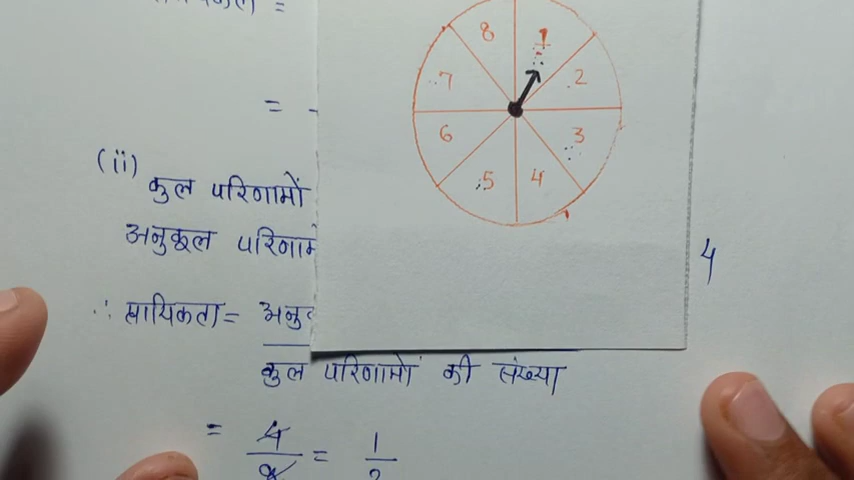 =
8 1
7 2
= -
6 3
5 4
(ii)
कुल परिणामों
अनुकूल परिणामो
4
∴ प्रायिकता = अनुक
कुल परिणामों की संख्या
= 4/8 = 1/2